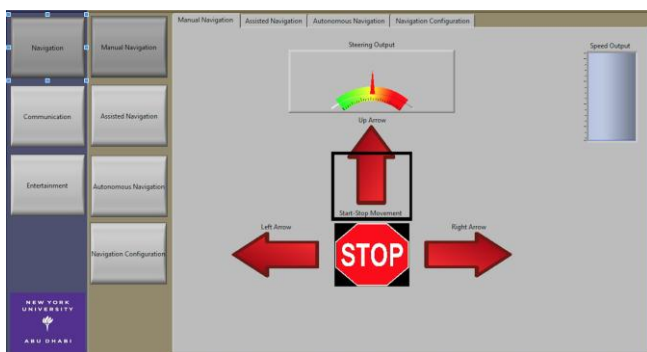 Manual Navigation
Assisted Navigation
Autonomous Navigation
Navigation Configuration
Navigation
Manual Navigation
Steering Output
Speed Output
Communication
Assisted Navigation
Up Arrow
Entertainment
Autonomous Navigation
Start-Stop Movement
Left Arrow
Right Arrow
STOP
Navigation Configuration
NEW YORK
UNIVERSITY
ABU DHABI